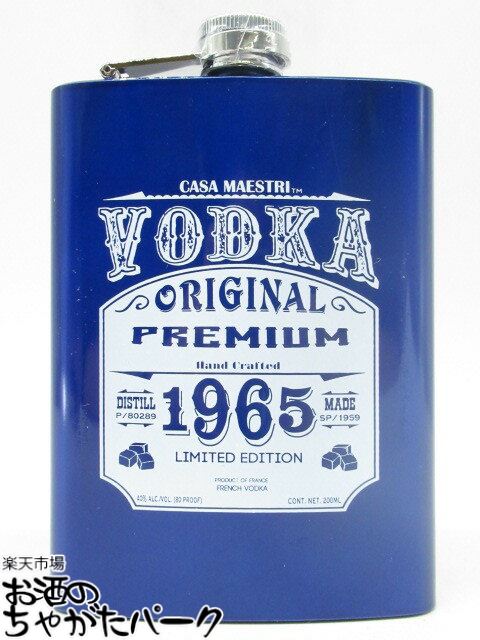 CASA MAESTRI™
VODKA
ORIGINAL
PREMIUM
Hand Crafted
DISTILL
P/80289
1965
MADE
SP/1959
LIMITED EDITION
PRODUCT OF FRANCE
FRENCH VODKA
40% ALC./VOL. (80 PROOF)
CONT. NET. 200ML
楽天市場
お酒の
ちゃがたパーク